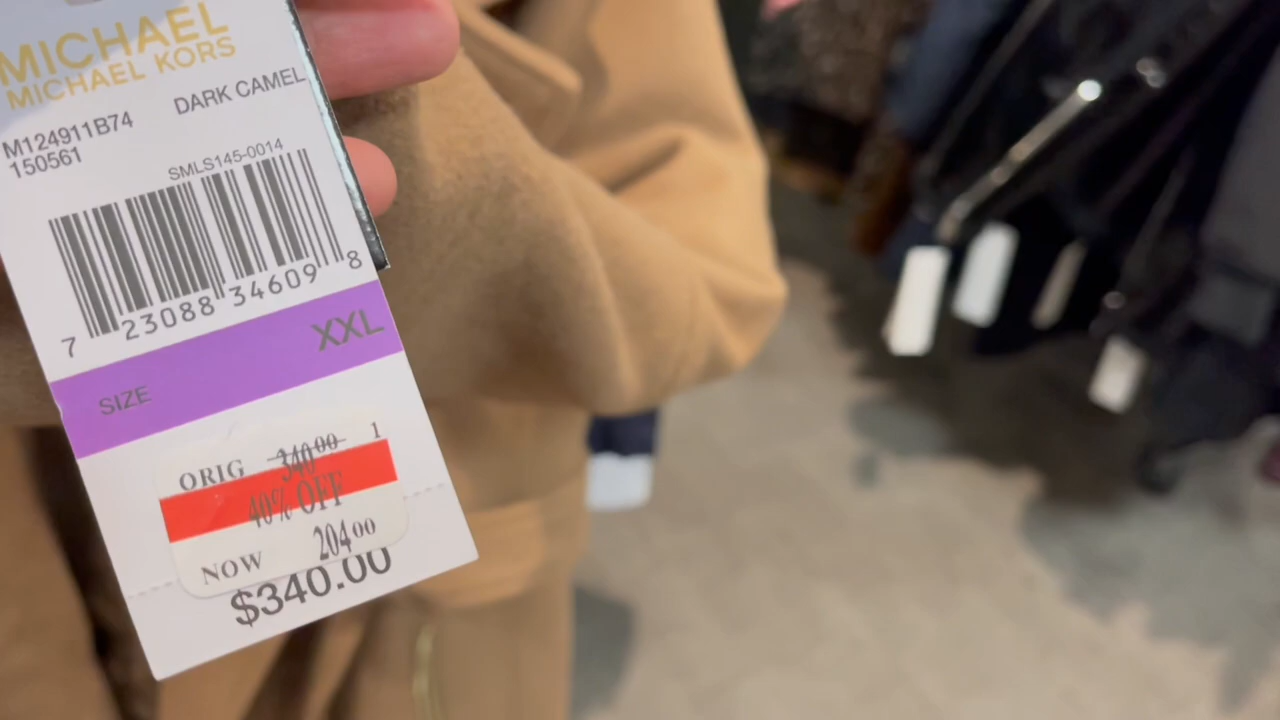 MICHAEL
MICHAEL KORS
M124911B74 DARK CAMEL
150561
SMLS145-0014
7 23088 34609 8
SIZE XXL
ORIG 340.00 1
40% OFF
NOW 204.00
$340.00